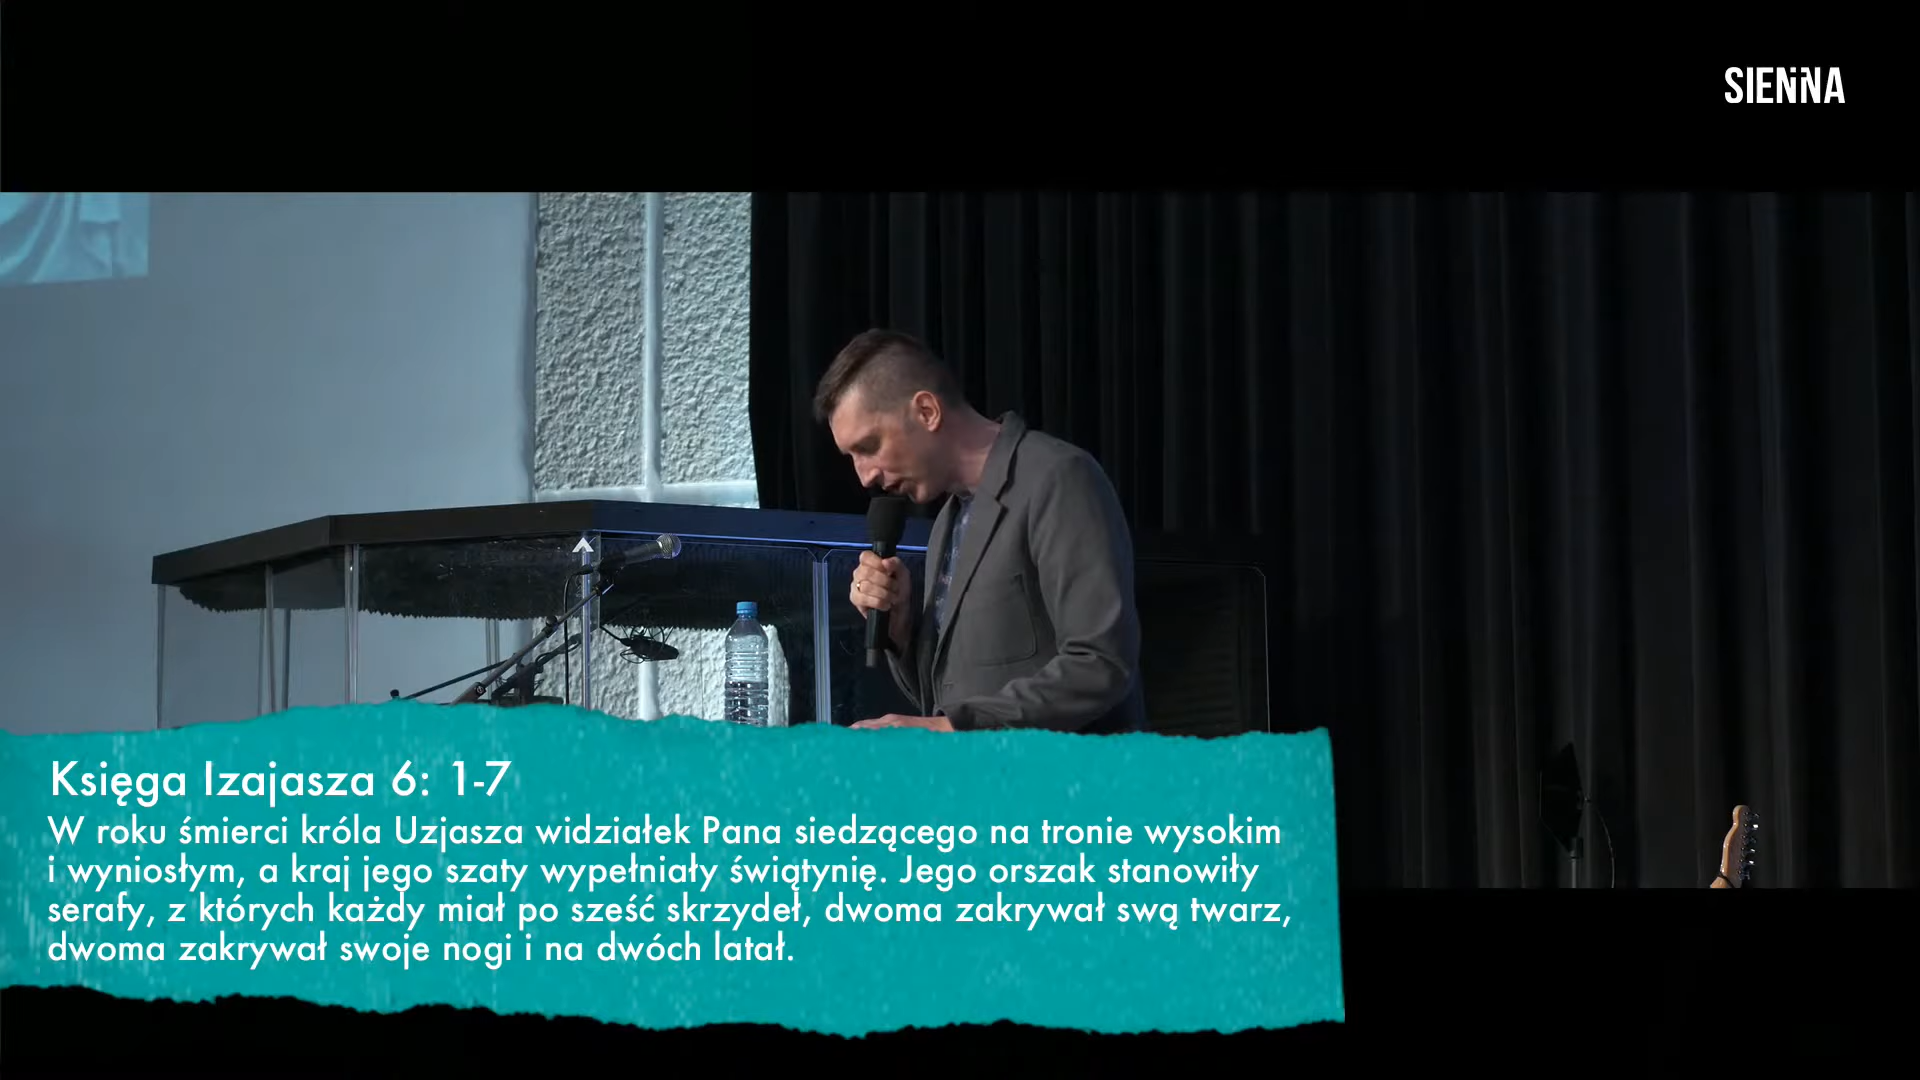 SIENNA
Księga Izajasza 6: 1-7
W roku śmierci króla Uzjasza widziałek Pana siedzącego na tronie wysokim
i wyniosłym, a kraj jego szaty wypełniały świątynię. Jego orszak stanowiły
serafy, z których każdy miał po sześć skrzydeł, dwoma zakrywał swą twarz,
dwoma zakrywał swoje nogi i na dwóch latał.